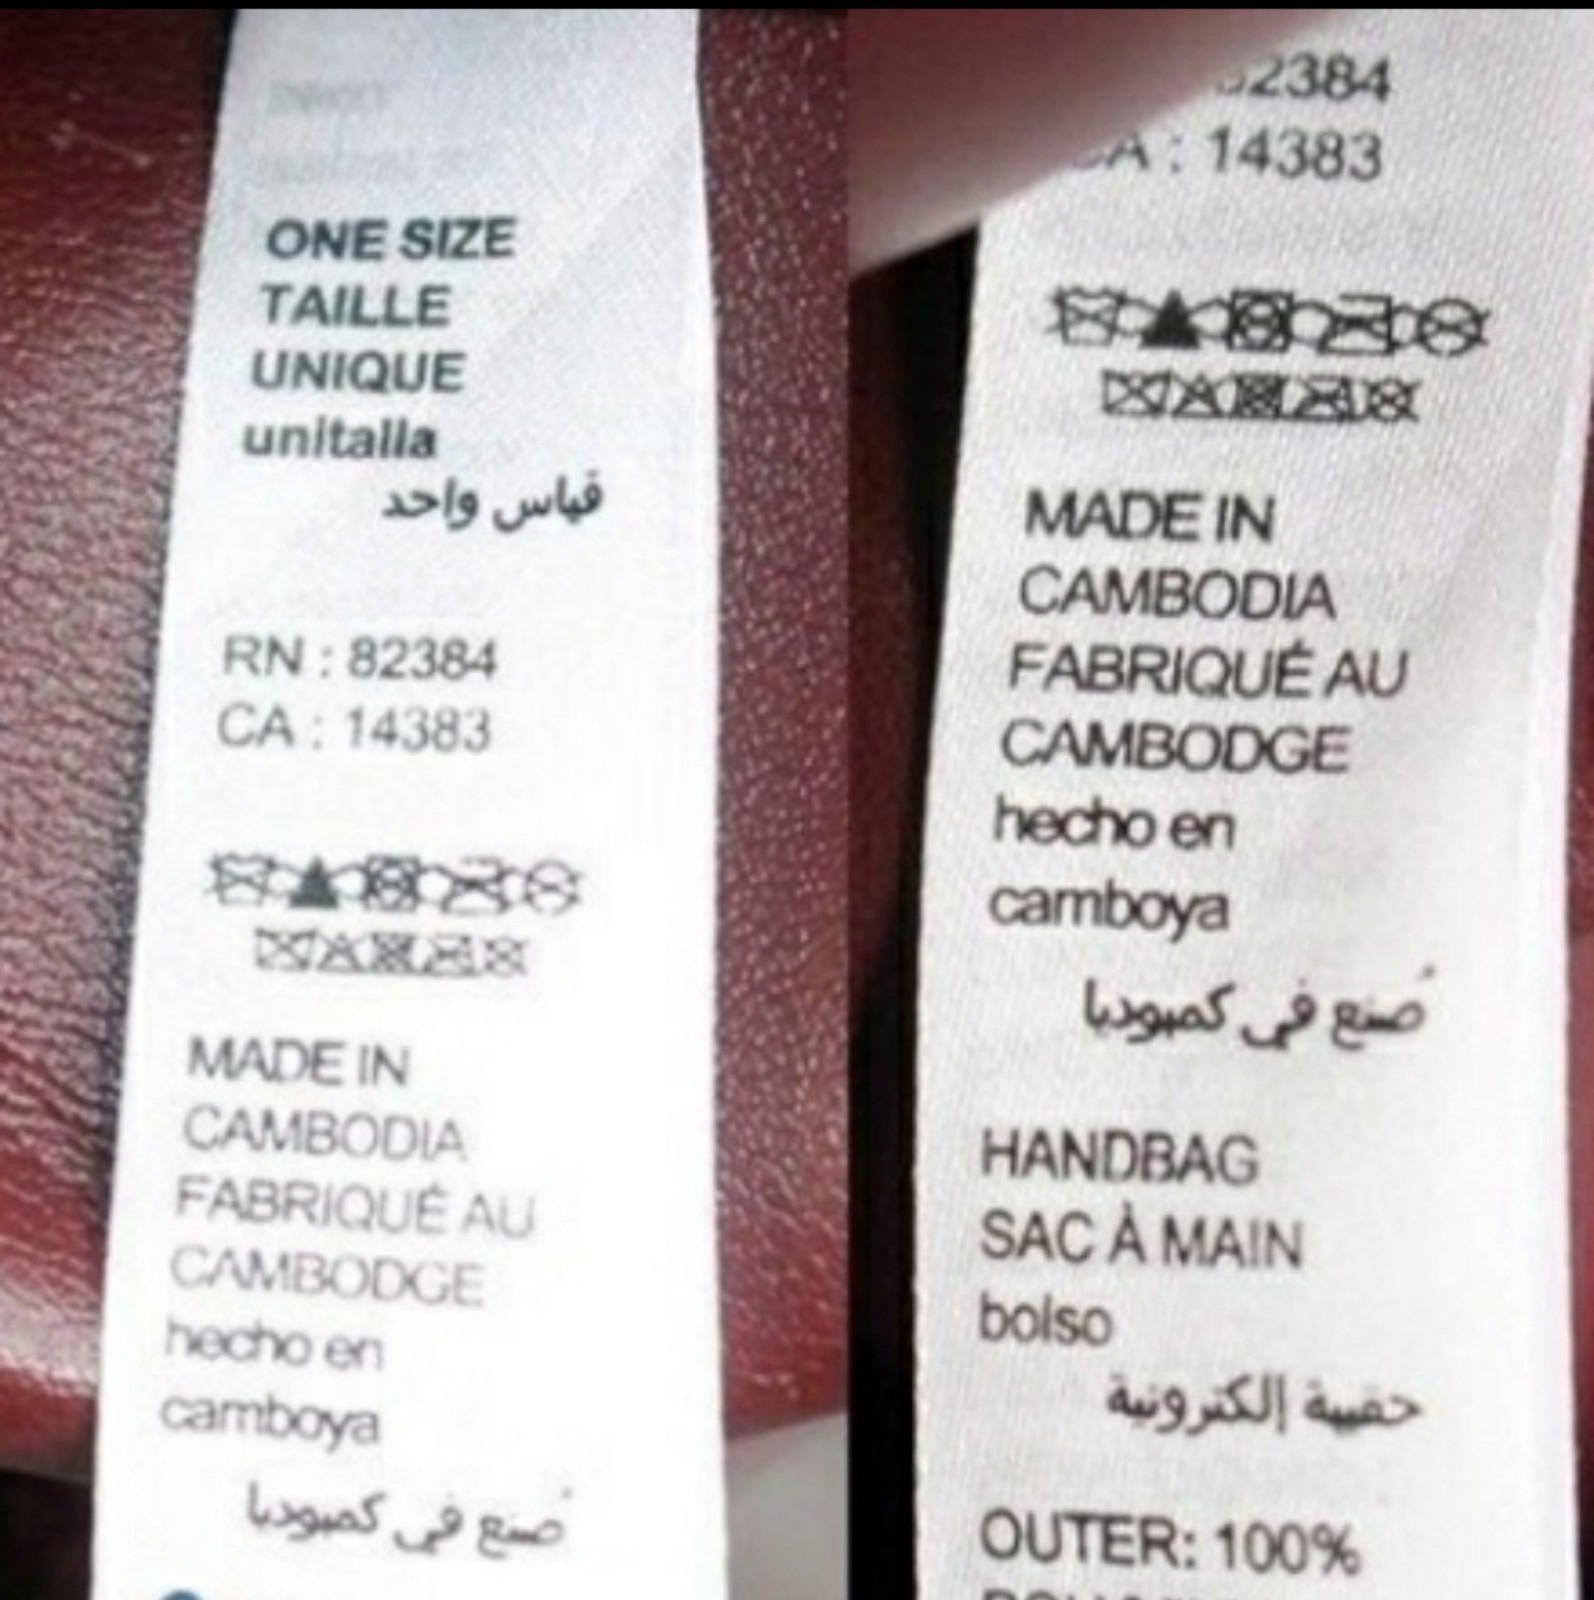 ONE SIZE
TAILLE
UNIQUE
unitalla
قياس واحد
RN : 82384
CA : 14383
MADE IN
CAMBODIA
FABRIQUÉ AU
CAMBODGE
hecho en
camboya
صنع في كمبوديا
2384
A : 14383
MADE IN
CAMBODIA
FABRIQUÉ AU
CAMBODGE
hecho en
camboya
صنع في كمبوديا
HANDBAG
SAC À MAIN
bolso
حقيبة إلكترونية
OUTER: 100%